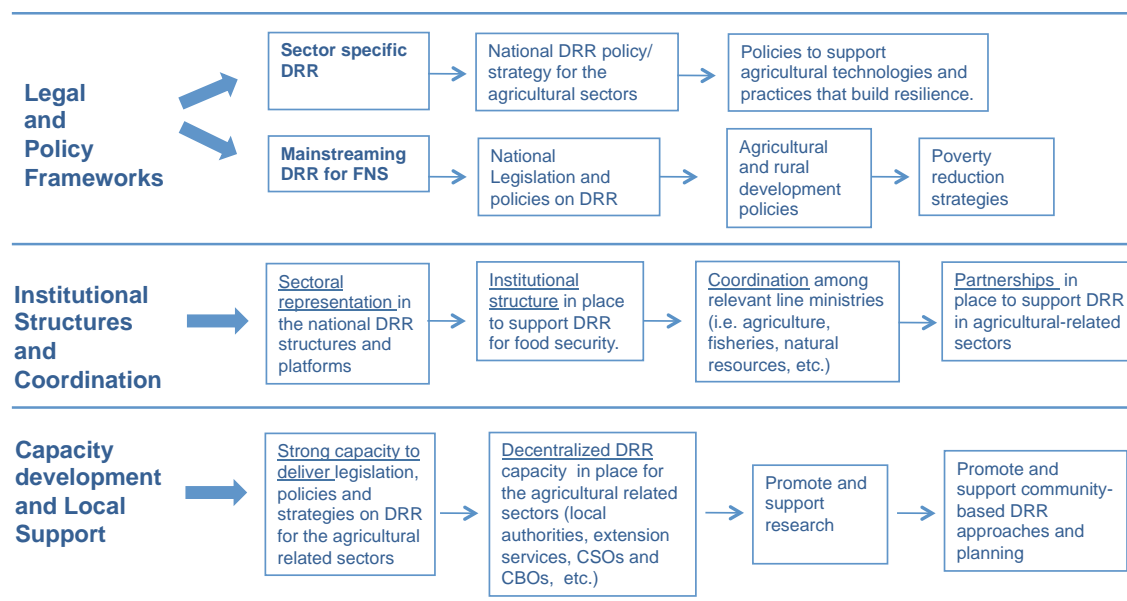 Legal
and
Policy
Frameworks
Sector specific
DRR
National DRR policy/
strategy for the
agricultural sectors
Policies to support
agricultural technologies and
practices that build resilience.
Mainstreaming
DRR for FNS
National
Legislation and
policies on DRR
Agricultural
and rural
development
policies
Poverty
reduction
strategies
Institutional
Structures
and
Coordination
Sectoral
representation in
the national DRR
structures and
platforms
Institutional
structure in place
to support DRR
for food security.
Coordination among
relevant line ministries
(i.e. agriculture,
fisheries, natural
resources, etc.)
Partnerships in
place to support DRR
in agricultural-related
sectors
Capacity
development
and Local
Support
Strong capacity to
deliver legislation,
policies and
strategies on DRR
for the agricultural
related sectors
Decentralized DRR
capacity in place for
the agricultural related
sectors (local
authorities, extension
services, CSOs and
CBOs, etc.)
Promote and
support
research
Promote and
support community-
based DRR
approaches and
planning